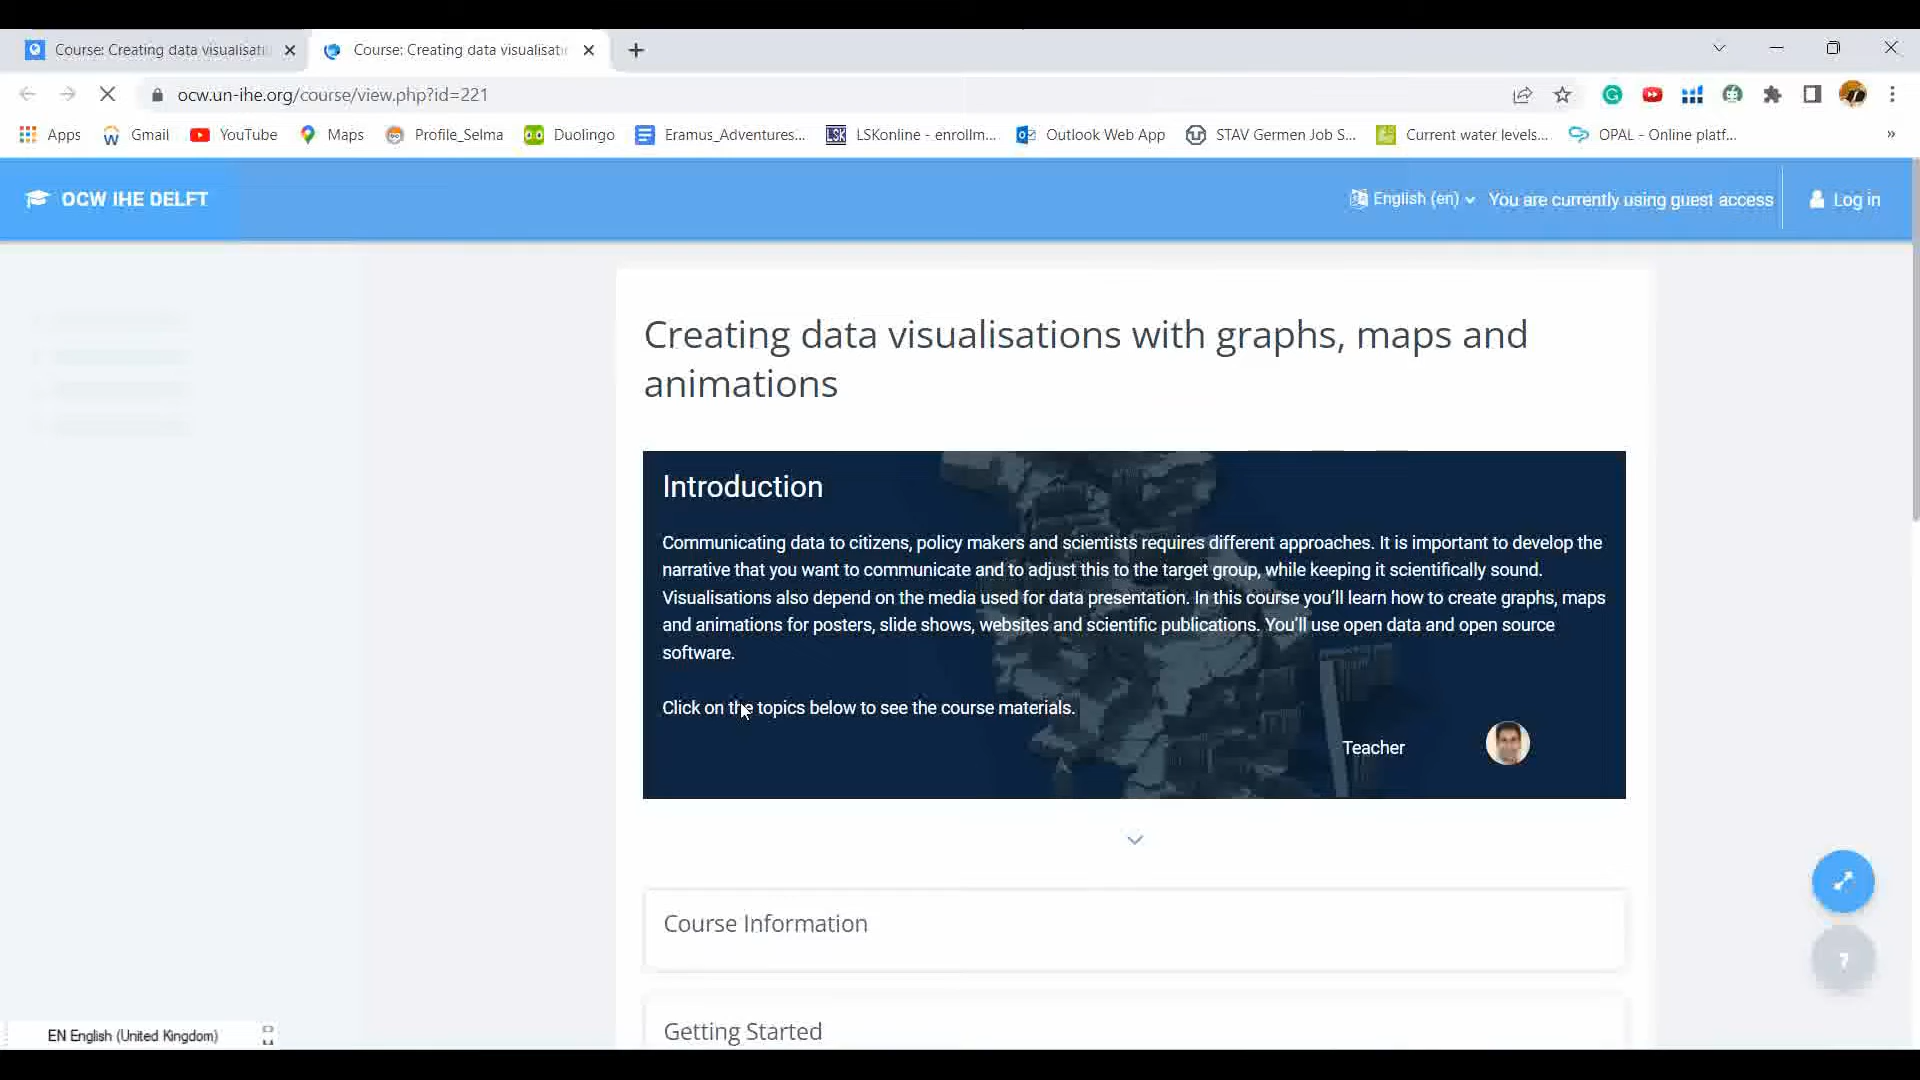 Course: Creating data visualisati
Course: Creating data visualisati
ocw.un-ihe.org/course/view.php?id=221
Apps
Gmail
YouTube
Maps
Profile_Selma
Duolingo
Eramus_Adventures...
LSKonline - enrollm...
Outlook Web App
STAV Germen Job S...
Current water levels...
OPAL - Online platf...
»
OCW IHE DELFT
English (en)
You are currently using guest access
Log in
Creating data visualisations with graphs, maps and
animations
Introduction
Communicating data to citizens, policy makers and scientists requires different approaches. It is important to develop the
narrative that you want to communicate and to adjust this to the target group, while keeping it scientifically sound.
Visualisations also depend on the media used for data presentation. In this course you'll learn how to create graphs, maps
and animations for posters, slide shows, websites and scientific publications. You'll use open data and open source
software.
Click on the topics below to see the course materials.
Teacher
Course Information
?
Getting Started
EN English (United Kingdom)